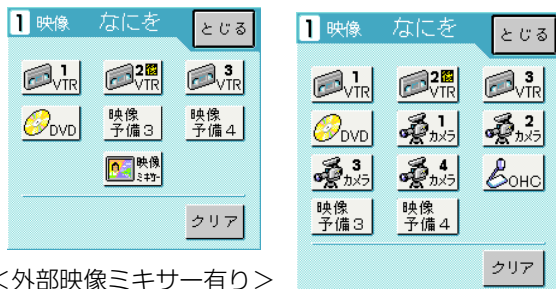 1 映像 なにを とじる
1 VTR 2 個 VTR 3 VTR
DVD 映像予備3 映像予備4
映像ミキサー
クリア
<外部映像ミキサー有り>
1 映像 なにを とじる
1 VTR 2 個 VTR 3 VTR
DVD 1 カメラ 2 カメラ
3 カメラ 4 カメラ OHC
映像予備3 映像予備4
クリア